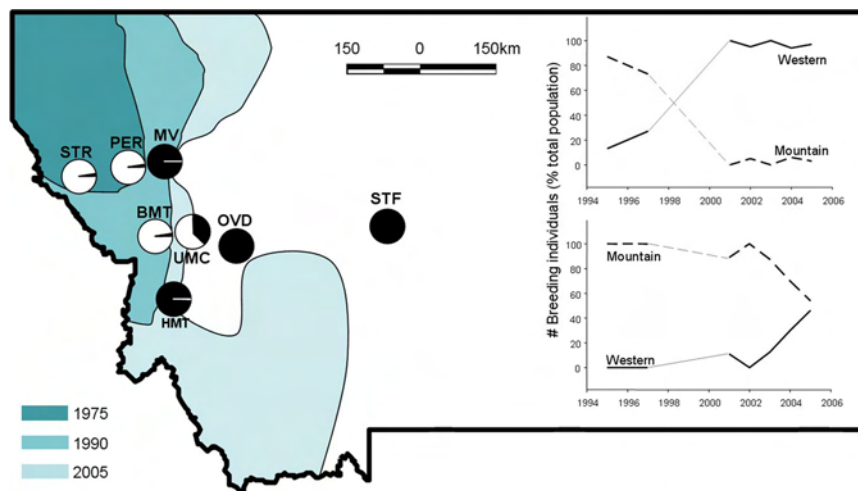 150 0 150km
STR PER MV
BMT UMC OVD STF
HMT
1975
1990
2005
# Breeding individuals (% total population)
100
80
60
40
20
0
Western
Mountain
1994 1996 1998 2000 2002 2004 2006
100
80
60
40
20
0
Mountain
Western
1994 1996 1998 2000 2002 2004 2006